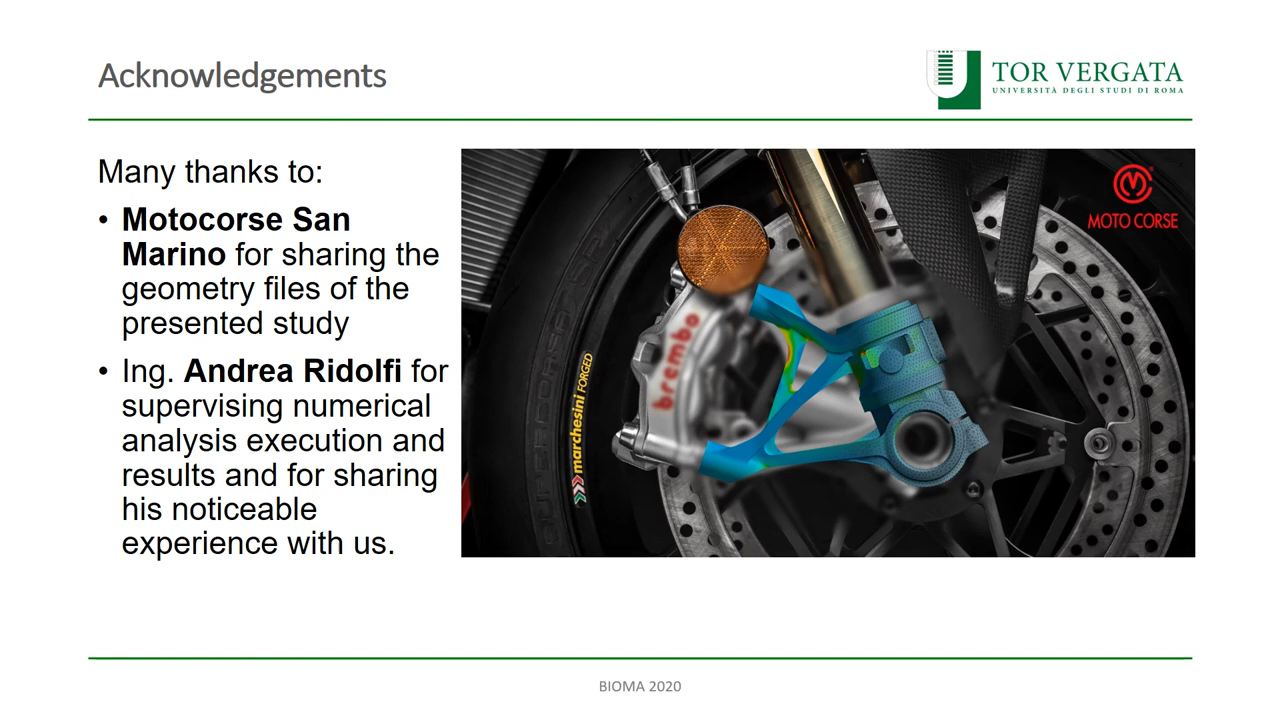 Acknowledgements
TOR VERGATA
UNIVERSITÀ DEGLI STUDI DI ROMA
Many thanks to:
• Motocorse San
Marino for sharing the
geometry files of the
presented study
• Ing. Andrea Ridolfi for
supervising numerical
analysis execution and
results and for sharing
his noticeable
experience with us.
MOTO CORSE
brembo
marchesini FORGED
BIOMA 2020